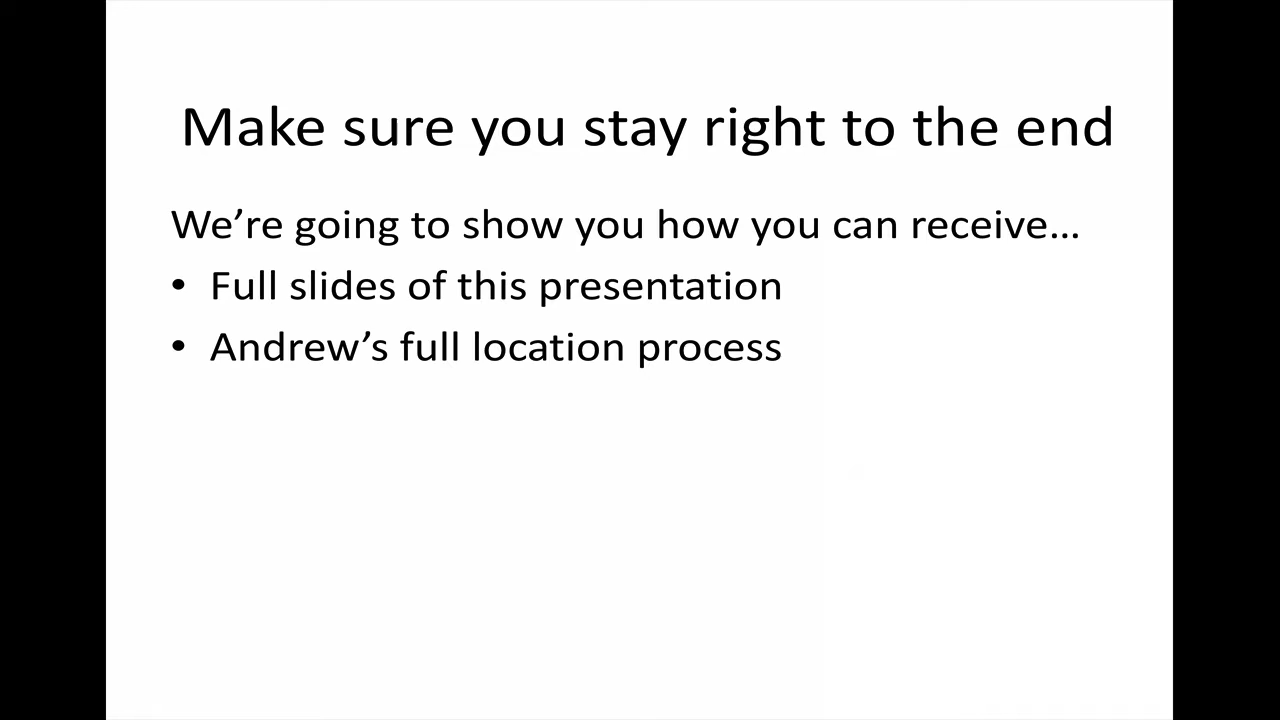 Make sure you stay right to the end
We’re going to show you how you can receive…
• Full slides of this presentation
• Andrew’s full location process